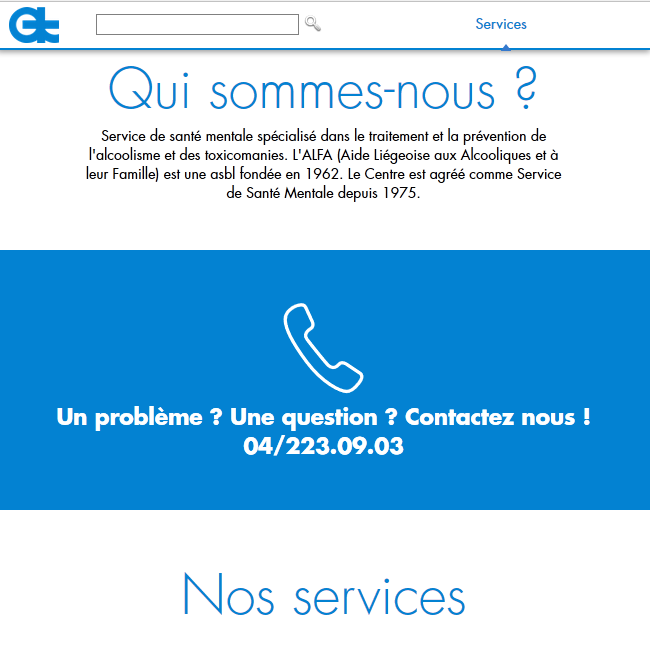 Services
Qui sommes-nous ?
Service de santé mentale spécialisé dans le traitement et la prévention de
l'alcoolisme et des toxicomanies. L'ALFA (Aide Liégeoise aux Alcooliques et à
leur Famille) est une asbl fondée en 1962. Le Centre est agréé comme Service
de Santé Mentale depuis 1975.
Un problème ? Une question ? Contactez nous !
04/223.09.03
Nos services